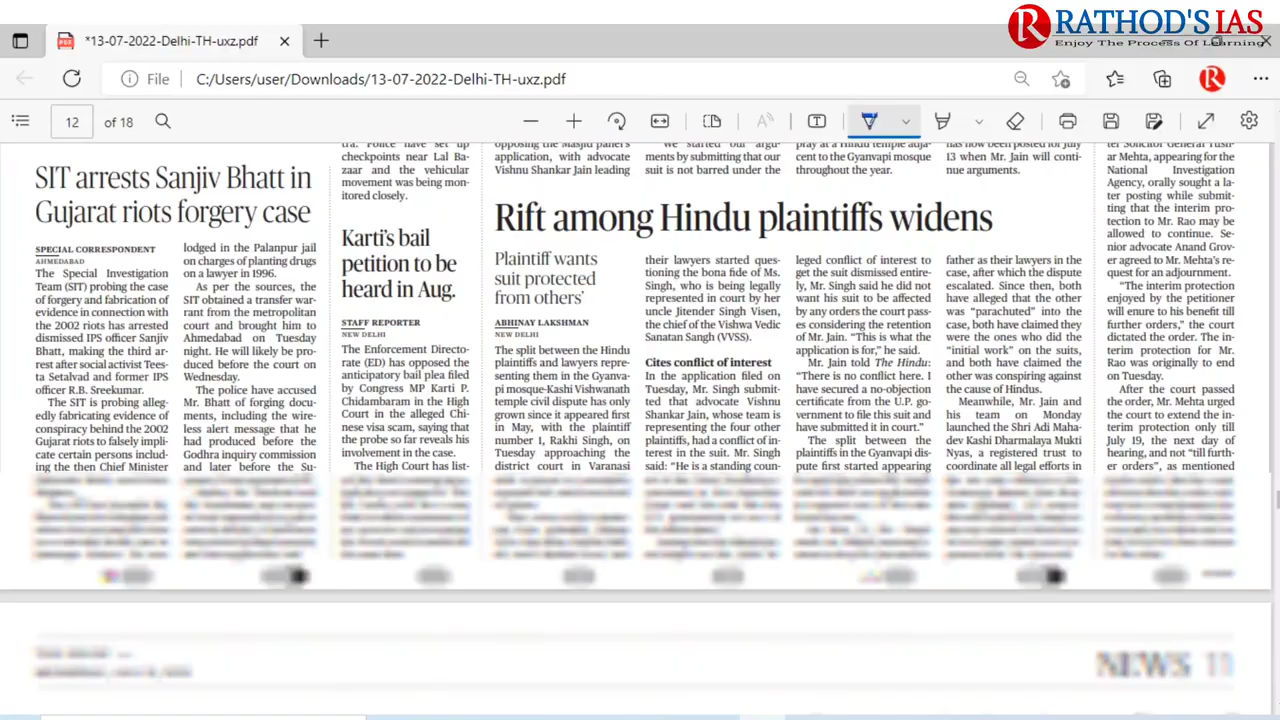 RATHOD'S IAS
Enjoy The Process Of Learning
*13-07-2022-Delhi-TH-uxz.pdf
File
C:/Users/user/Downloads/13-07-2022-Delhi-TH-uxz.pdf
12 of 18
SIT arrests Sanjiv Bhatt in
Gujarat riots forgery case
SPECIAL CORRESPONDENT
AHMEDABAD
The Special Investigation
Team (SIT) probing the case
of forgery and fabrication of
evidence in connection with
the 2002 riots has arrested
dismissed IPS officer Sanjiv
Bhatt, making the third ar-
rest after social activist Tees-
ta Setalvad and former IPS
officer R.B. Sreekumar.
The SIT is probing alleg-
edly fabricating evidence of
conspiracy behind the 2002
Gujarat riots to falsely impli-
cate certain persons includ-
ing the then Chief Minister
lodged in the Palanpur jail
on charges of planting drugs
on a lawyer in 1996.
As per the sources, the
SIT obtained a transfer war-
rant from the metropolitan
court and brought him to
Ahmedabad on Tuesday
night. He will likely be pro-
duced before the court on
Wednesday.
The police have accused
Mr. Bhatt of forging docu-
ments, including the wire-
less alert message that he
had produced before the
Godhra inquiry commission
and later before the Su-
tra. Police have set up
checkpoints near Lal Ba-
zaar and the vehicular
movement was being mon-
itored closely.
Karti's bail
petition to be
heard in Aug.
STAFF REPORTER
NEW DELHI
The Enforcement Directo-
rate (ED) has opposed the
anticipatory bail plea filed
by Congress MP Karti P.
Chidambaram in the High
Court in the alleged Chi-
nese visa scam, saying that
the probe so far reveals his
involvement in the case.
The High Court has list-
opposing the Masjid panel's
application, with advocate
Vishnu Shankar Jain leading
We started our argu-
ments by submitting that our
suit is not barred under the
pray at a Hindu temple adja-
cent to the Gyanvapi mosque
throughout the year.
has now been posted for July
13 when Mr. Jain will conti-
nue arguments.
Rift among Hindu plaintiffs widens
Plaintiff wants
suit protected
from others'
ABHINAY LAKSHMAN
NEW DELHI
The split between the Hindu
plaintiffs and lawyers repre-
senting them in the Gyanva-
pi mosque-Kashi Vishwanath
temple civil dispute has only
grown since it appeared first
in May, with the plaintiff
number 1, Rakhi Singh, on
Tuesday approaching the
district court in Varanasi
their lawyers started ques-
tioning the bona fide of Ms.
Singh, who is being legally
represented in court by her
uncle Jitender Singh Visen,
the chief of the Vishwa Vedic
Sanatan Sangh (VVSS).
Cites conflict of interest
In the application filed on
Tuesday, Mr. Singh submit-
ted that advocate Vishnu
Shankar Jain, whose team is
representing the four other
plaintiffs, had a conflict of in-
terest in the suit. Mr. Singh
said: “He is a standing coun-
leged conflict of interest to
get the suit dismissed entire-
ly, Mr. Singh said he did not
want his suit to be affected
by any orders the court pass-
es considering the retention
of Mr. Jain. “This is what the
application is for,” he said.
Mr. Jain told The Hindu:
“There is no conflict here. I
have secured a no-objection
certificate from the U.P. go-
vernment to file this suit and
have submitted it in court.”
The split between the
plaintiffs in the Gyanvapi dis-
pute first started appearing
father as their lawyers in the
case, after which the dispute
escalated. Since then, both
have alleged that the other
was “parachuted” into the
case, both have claimed they
were the ones who did the
“initial work” on the suits,
and both have claimed the
other was conspiring against
the cause of Hindus.
Meanwhile, Mr. Jain and
his team on Monday
launched the Shri Adi Maha-
dev Kashi Dharmalaya Mukti
Nyas, a registered trust to
coordinate all legal efforts in
ter Solicitor General Tush-
ar Mehta, appearing for the
National Investigation
Agency, orally sought a la-
ter posting while submit-
ting that the interim pro-
tection to Mr. Rao may be
allowed to continue. Se-
nior advocate Anand Grov-
er agreed to Mr. Mehta's re-
quest for an adjournment.
“The interim protection
enjoyed by the petitioner
will enure to his benefit till
further orders,” the court
dictated the order. The in-
terim protection for Mr.
Rao was originally to end
on Tuesday.
After the court passed
the order, Mr. Mehta urged
the court to extend the in-
terim protection only till
July 19, the next day of
hearing, and not “till furth-
er orders”, as mentioned
NEWS 11